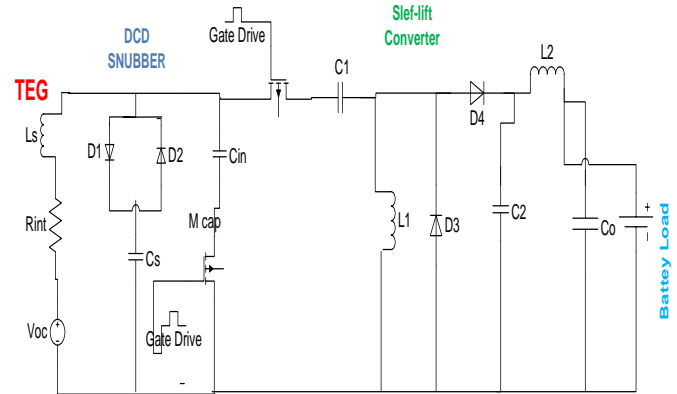 Slef-lift
Converter
DCD
SNUBBER
Gate Drive
L2
TEG
C1
Ls
D4
D1
D2
Cin
Rint
M cap
L1
D3
C2
Co
+
–
Cs
Battey Load
Voc
+
-
Gate Drive
–